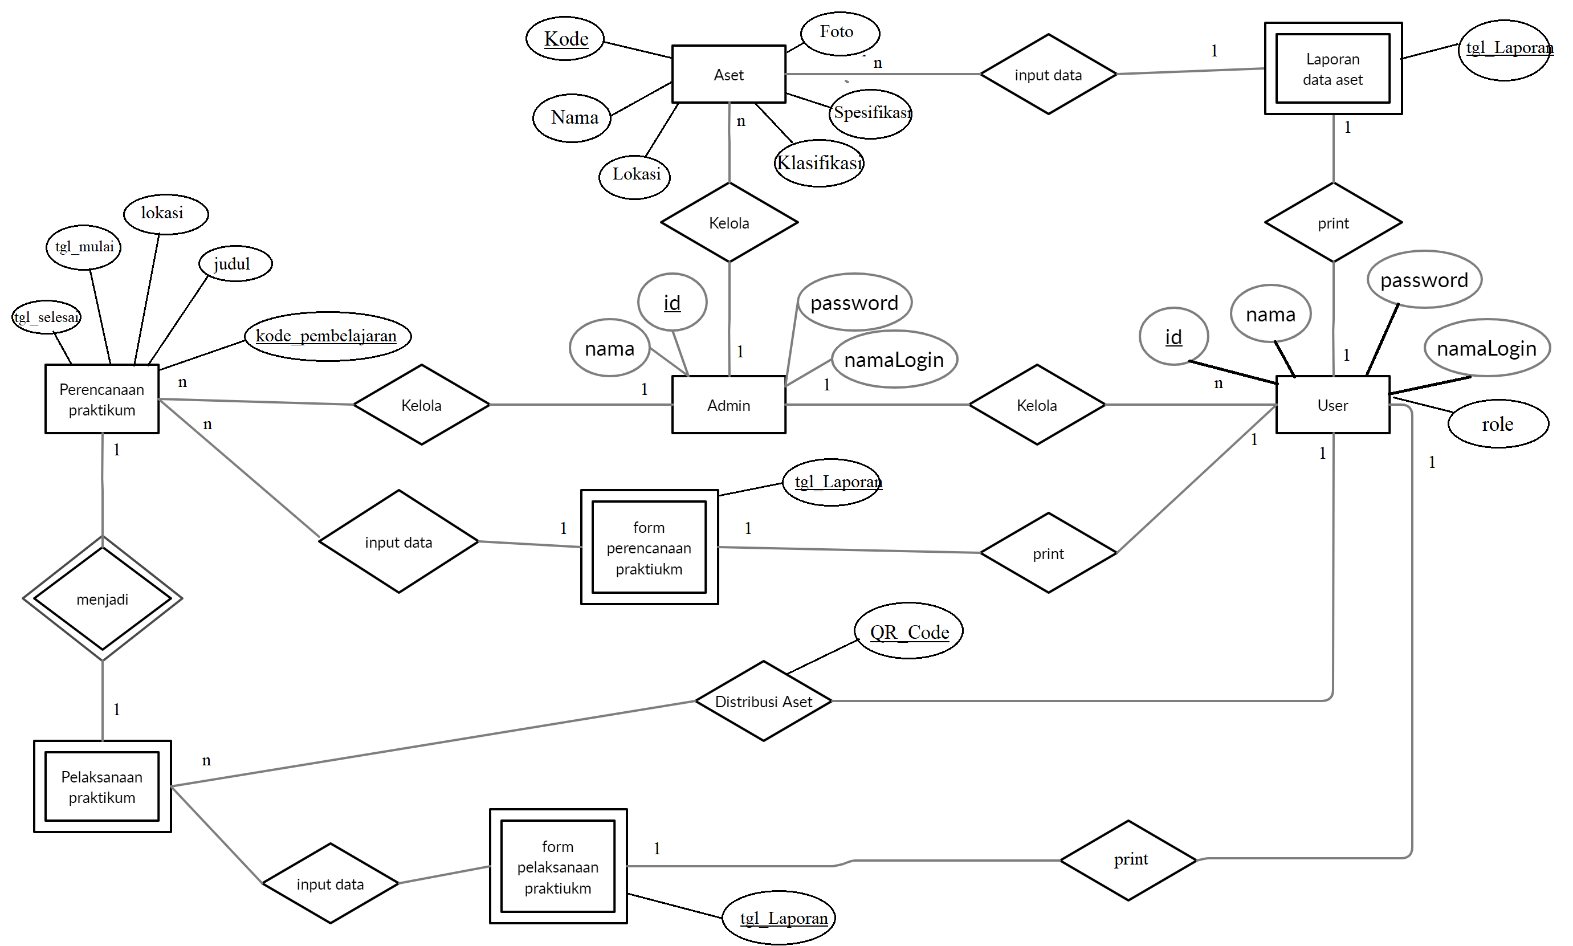 Kode
Foto
Aset
n
input data
1
Laporan
data aset
tgl_Laporan
Nama
Spesifikasi
n
1
Klasifikasi
Lokasi
lokasi
Kelola
print
tgl_mulai
judul
tgl_selesai
kode_pembelajaran
id
password
nama
namaLogin
1
id
nama
password
namaLogin
1
Perencanaan
praktikum
n
Kelola
1
Admin
1
Kelola
n
User
role
n
1
1
1
1
tgl_Laporan
input data
1
form
perencanaan
praktiukm
1
print
menjadi
QR_Code
1
Distribusi Aset
n
Pelaksanaan
praktikum
form
pelaksanaan
praktiukm
1
print
input data
tgl_Laporan